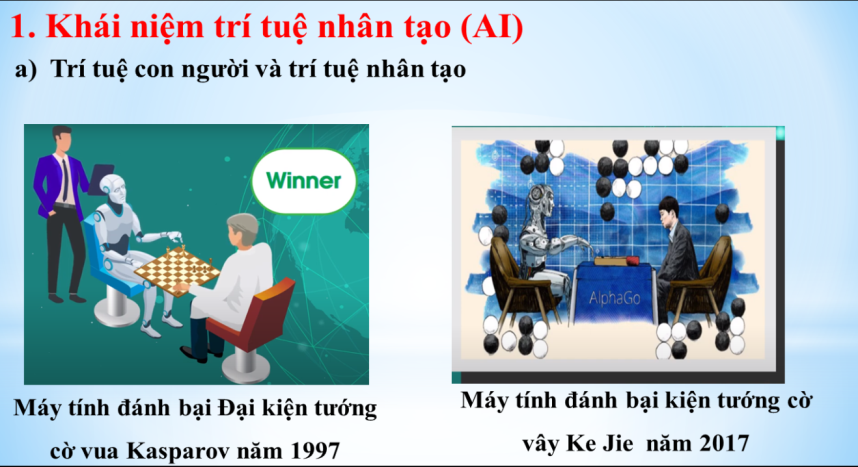 1. Khái niệm trí tuệ nhân tạo (AI)
a) Trí tuệ con người và trí tuệ nhân tạo
Winner
AlphaGo
Máy tính đánh bại Đại kiện tướng
cờ vua Kasparov năm 1997
Máy tính đánh bại kiện tướng cờ
vây Ke Jie năm 2017